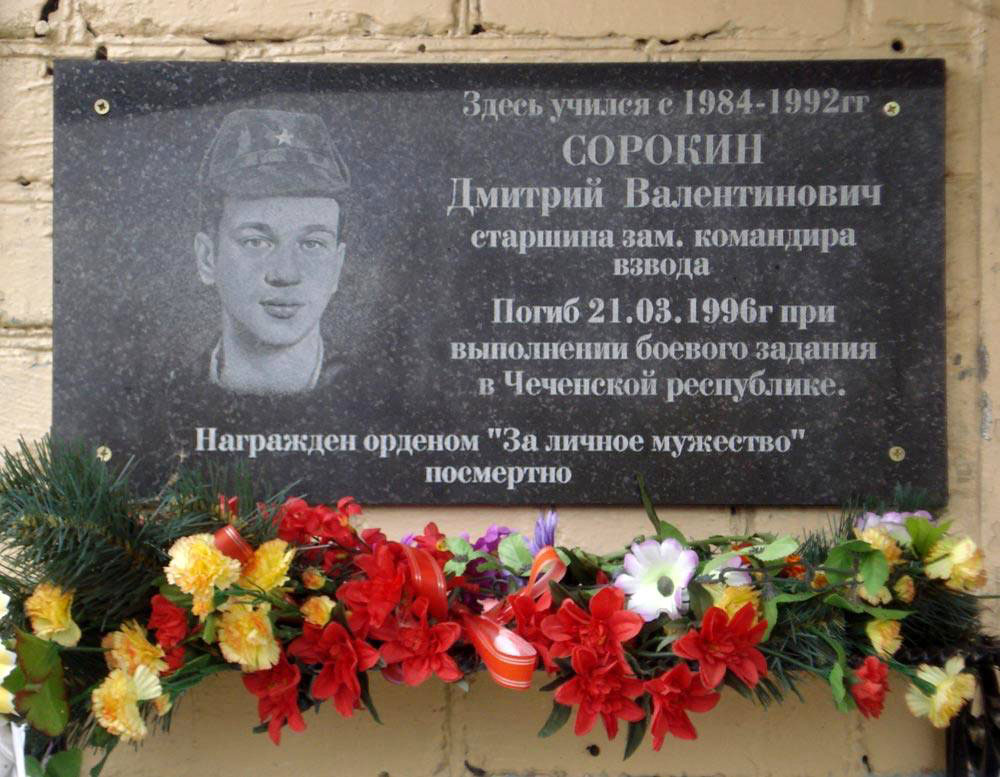 Здесь учился с 1984-1992гг
СОРОКИН
Дмитрий Валентинович
старшина зам. командира
взвода
Погиб 21.03.1996г при
выполнении боевого задания
в Чеченской республике.
Награжден орденом "За личное мужество"
посмертно